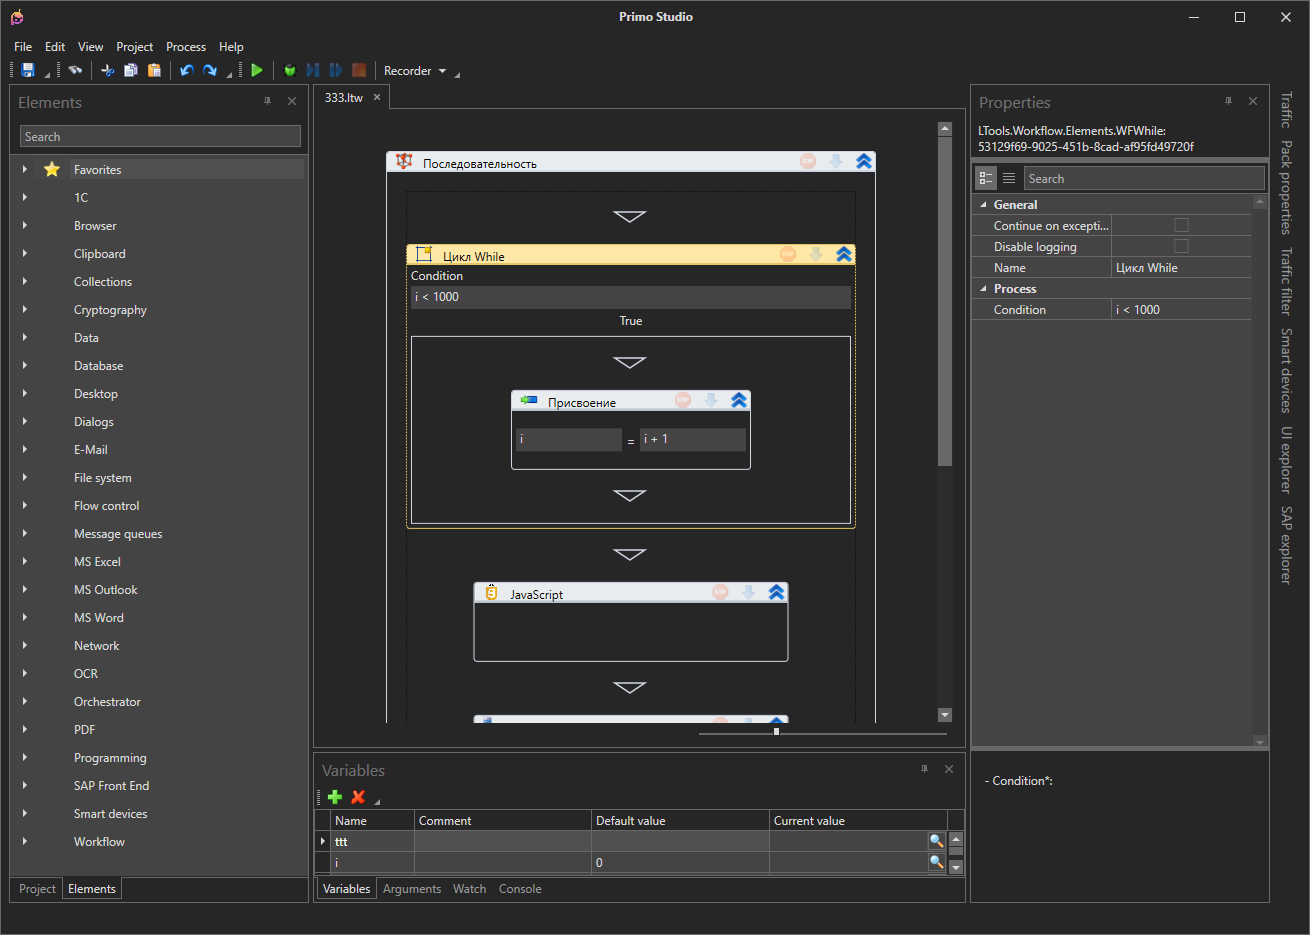 Primo Studio
File Edit View Project Process Help
Recorder
Elements
Search
Favorites
1C
Browser
Clipboard
Collections
Cryptography
Data
Database
Desktop
Dialogs
E-Mail
File system
Flow control
Message queues
MS Excel
MS Outlook
MS Word
Network
OCR
Orchestrator
PDF
Programming
SAP Front End
Smart devices
Workflow
Project Elements
333.ltw
Последовательность
Цикл While
Condition
i < 1000
True
Присвоение
i = i + 1
JavaScript
Variables
Name Comment Default value Current value
ttt
i 0
Variables Arguments Watch Console
Properties
LTools.Workflow.Elements.WFWhile:
53129f69-9025-451b-8cad-af95fd49720f
Search
General
Continue on excepti...
Disable logging
Name Цикл While
Process
Condition i < 1000
- Condition*:
Traffic
Pack properties
Traffic filter
Smart devices
UI explorer
SAP explorer